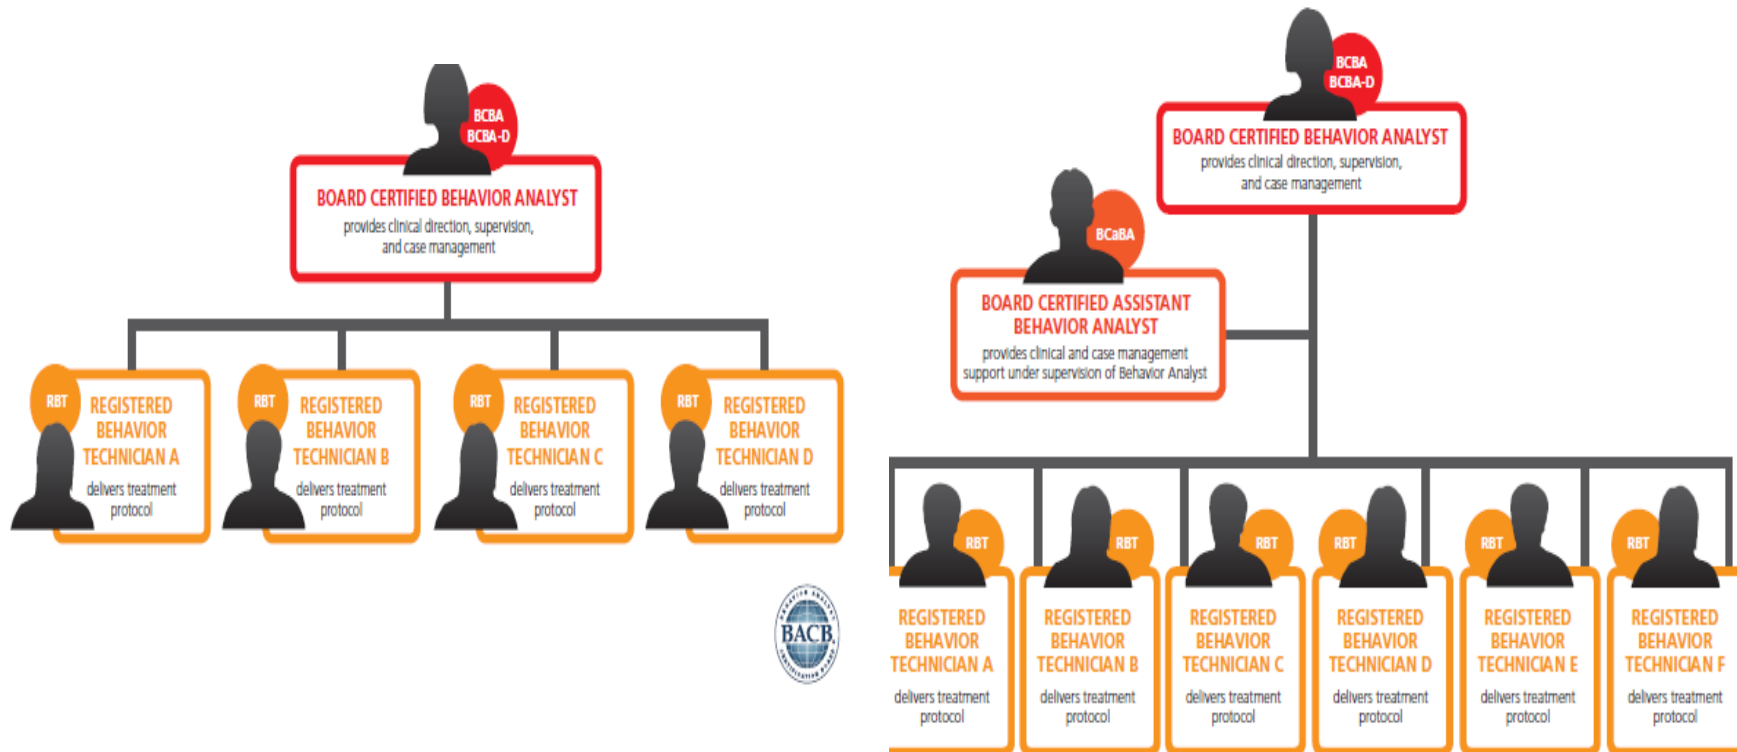 BCBA
BCBA-D
BOARD CERTIFIED BEHAVIOR ANALYST
provides clinical direction, supervision,
and case management
RBT
REGISTERED
BEHAVIOR
TECHNICIAN A
delivers treatment
protocol
RBT
REGISTERED
BEHAVIOR
TECHNICIAN B
delivers treatment
protocol
RBT
REGISTERED
BEHAVIOR
TECHNICIAN C
delivers treatment
protocol
RBT
REGISTERED
BEHAVIOR
TECHNICIAN D
delivers treatment
protocol
BEHAVIOR ANALYST
BACB
CERTIFICATION BOARD
BCBA
BCBA-D
BOARD CERTIFIED BEHAVIOR ANALYST
provides clinical direction, supervision,
and case management
BCaBA
BOARD CERTIFIED ASSISTANT
BEHAVIOR ANALYST
provides clinical and case management
support under supervision of Behavior Analyst
RBT
REGISTERED
BEHAVIOR
TECHNICIAN A
delivers treatment
protocol
RBT
REGISTERED
BEHAVIOR
TECHNICIAN B
delivers treatment
protocol
RBT
REGISTERED
BEHAVIOR
TECHNICIAN C
delivers treatment
protocol
RBT
REGISTERED
BEHAVIOR
TECHNICIAN D
delivers treatment
protocol
RBT
REGISTERED
BEHAVIOR
TECHNICIAN E
delivers treatment
protocol
RBT
REGISTERED
BEHAVIOR
TECHNICIAN F
delivers treatment
protocol